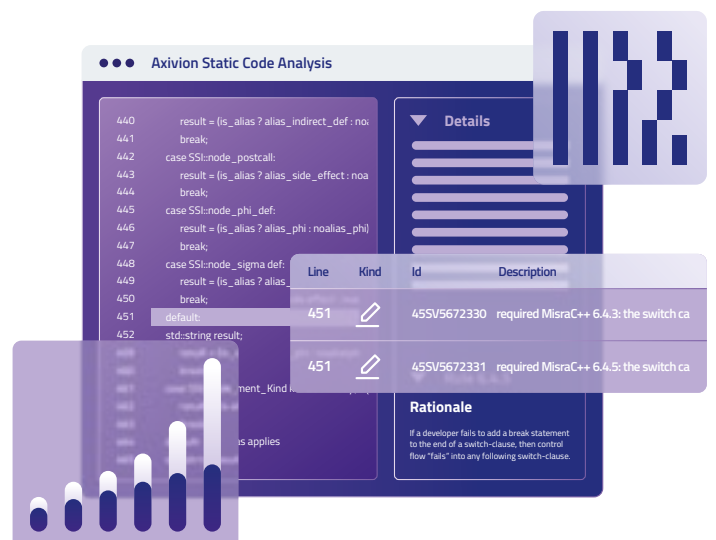 Axivion Static Code Analysis
440 result = (is_alias ? alias_indirect_def : noa
441 break;
442 case SSI::node_postcall:
443 result = (is_alias ? alias_side_effect : noa
444 break;
445 case SSI::node_phi_def:
446 result = (is_alias ? alias_phi : noalias_phi)
447 break;
448 case SSI::node_sigma def:
449 result = (is_alias ? alias_
450 break;
451 default:
452 std::string result;
as applies
Details
Line Kind Id Description
451 45SV5672330 required MisraC++ 6.4.3: the switch ca
451 45SV5672331 required MisraC++ 6.4.5: the switch ca
Rationale
If a developer fails to add a break statement
to the end of a switch-clause, then control
flow "fails" into any following switch-clause.